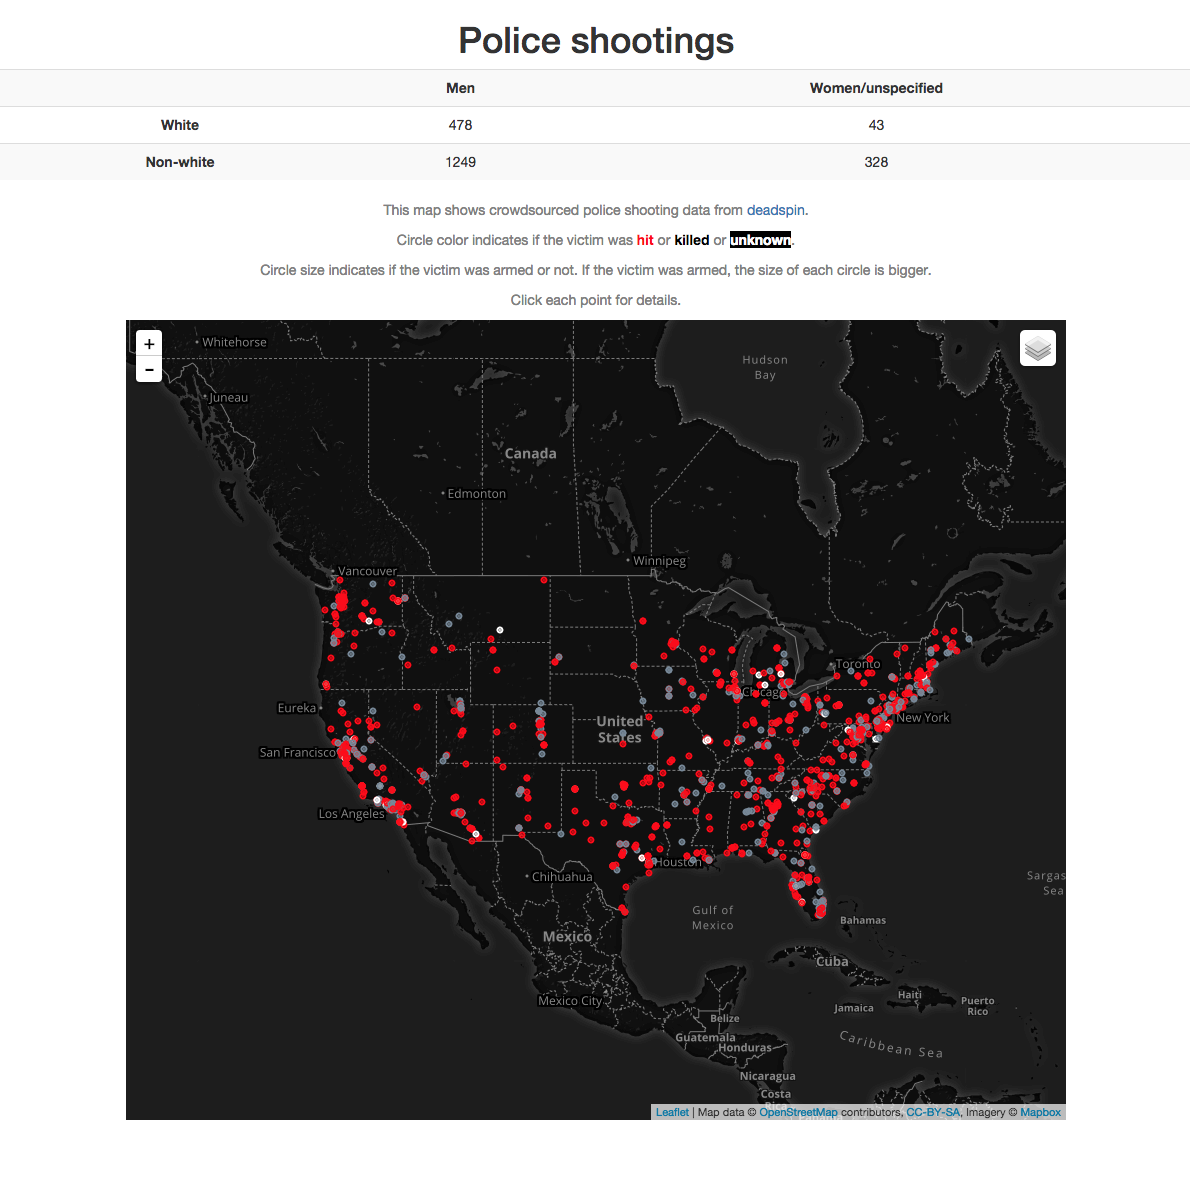 Police shootings
Men Women/unspecified
White 478 43
Non-white 1249 328
This map shows crowdsourced police shooting data from deadspin.
Circle color indicates if the victim was hit or killed or unknown.
Circle size indicates if the victim was armed or not. If the victim was armed, the size of each circle is bigger.
Click each point for details.
+
−
Whitehorse
Hudson
Bay
Juneau
Canada
Edmonton
Winnipeg
Vancouver
Toronto
Chicago
Eureka
New York
United
States
San Francisco
Los Angeles
Houston
Chihuahua
Sargas
Sea
Gulf of
Mexico
Bahamas
Mexico
Cuba
Haiti
Mexico City
Jamaica
Puerto
Rico
Belize
Guatemala
Honduras
Caribbean Sea
Nicaragua
Costa
Leaflet | Map data © OpenStreetMap contributors, CC-BY-SA, Imagery © Mapbox